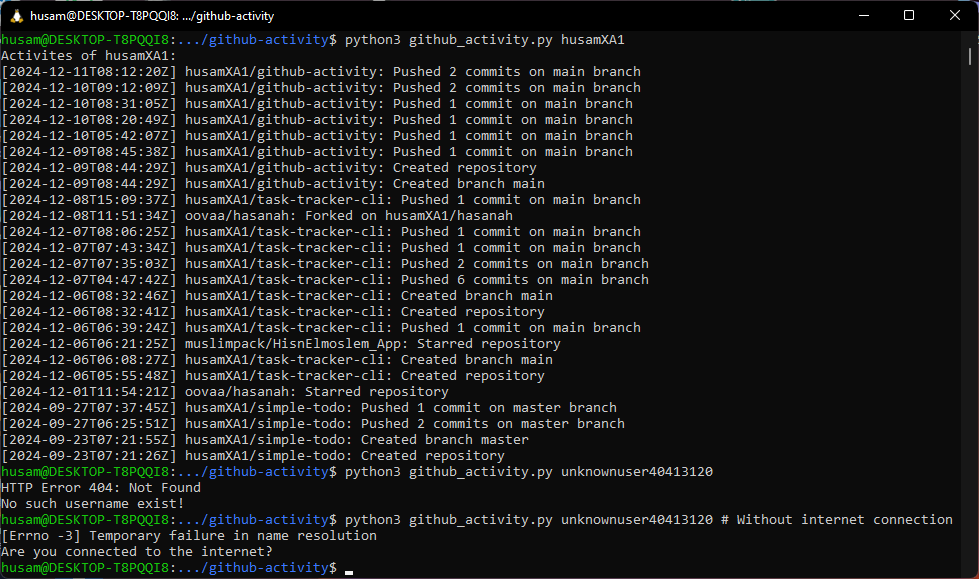 husam@DESKTOP-T8PQQI8: .../github-activity
husam@DESKTOP-T8PQQI8:.../github-activity$ python3 github_activity.py husamXA1
Activites of husamXA1:
[2024-12-11T08:12:20Z] husamXA1/github-activity: Pushed 2 commits on main branch
[2024-12-10T09:12:09Z] husamXA1/github-activity: Pushed 2 commits on main branch
[2024-12-10T08:31:05Z] husamXA1/github-activity: Pushed 1 commit on main branch
[2024-12-10T08:20:49Z] husamXA1/github-activity: Pushed 1 commit on main branch
[2024-12-10T05:42:07Z] husamXA1/github-activity: Pushed 1 commit on main branch
[2024-12-09T08:45:38Z] husamXA1/github-activity: Pushed 1 commit on main branch
[2024-12-09T08:44:29Z] husamXA1/github-activity: Created repository
[2024-12-09T08:44:29Z] husamXA1/github-activity: Created branch main
[2024-12-08T15:09:37Z] husamXA1/task-tracker-cli: Pushed 1 commit on main branch
[2024-12-08T11:51:34Z] oovaa/hasanah: Forked on husamXA1/hasanah
[2024-12-07T08:06:25Z] husamXA1/task-tracker-cli: Pushed 1 commit on main branch
[2024-12-07T07:43:34Z] husamXA1/task-tracker-cli: Pushed 1 commit on main branch
[2024-12-07T07:35:03Z] husamXA1/task-tracker-cli: Pushed 2 commits on main branch
[2024-12-07T04:47:42Z] husamXA1/task-tracker-cli: Pushed 6 commits on main branch
[2024-12-06T08:32:46Z] husamXA1/task-tracker-cli: Created branch main
[2024-12-06T08:32:41Z] husamXA1/task-tracker-cli: Created repository
[2024-12-06T06:39:24Z] husamXA1/task-tracker-cli: Pushed 1 commit on main branch
[2024-12-06T06:21:25Z] muslimpack/HisnElmoslem_App: Starred repository
[2024-12-06T06:08:27Z] husamXA1/task-tracker-cli: Created branch main
[2024-12-06T05:55:48Z] husamXA1/task-tracker-cli: Created repository
[2024-12-01T11:54:21Z] oovaa/hasanah: Starred repository
[2024-09-27T07:37:45Z] husamXA1/simple-todo: Pushed 1 commit on master branch
[2024-09-27T06:25:51Z] husamXA1/simple-todo: Pushed 2 commits on master branch
[2024-09-23T07:21:55Z] husamXA1/simple-todo: Created branch master
[2024-09-23T07:21:26Z] husamXA1/simple-todo: Created repository
husam@DESKTOP-T8PQQI8:.../github-activity$ python3 github_activity.py unknownuser40413120
HTTP Error 404: Not Found
No such username exist!
husam@DESKTOP-T8PQQI8:.../github-activity$ python3 github_activity.py unknownuser40413120 # Without internet connection
[Errno -3] Temporary failure in name resolution
Are you connected to the internet?
husam@DESKTOP-T8PQQI8:.../github-activity$